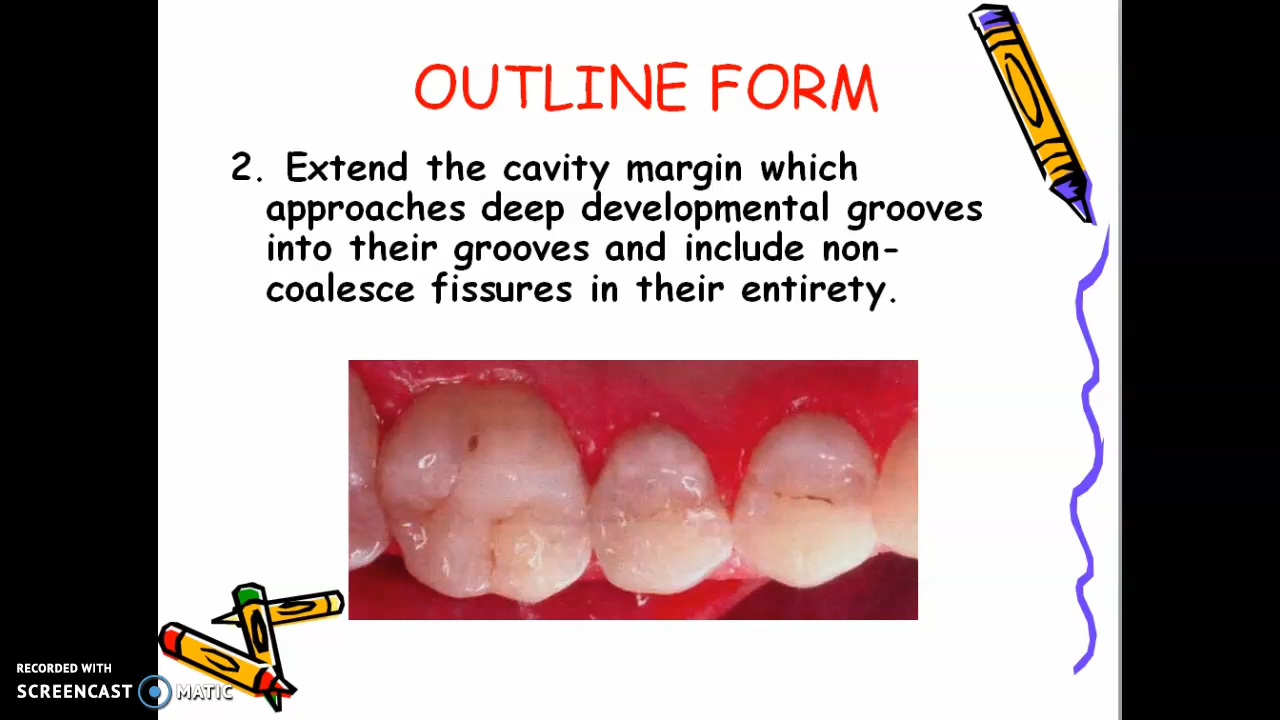 OUTLINE FORM
2. Extend the cavity margin which
approaches deep developmental grooves
into their grooves and include non-
coalesce fissures in their entirety.
RECORDED WITH
SCREENCAST MATIC